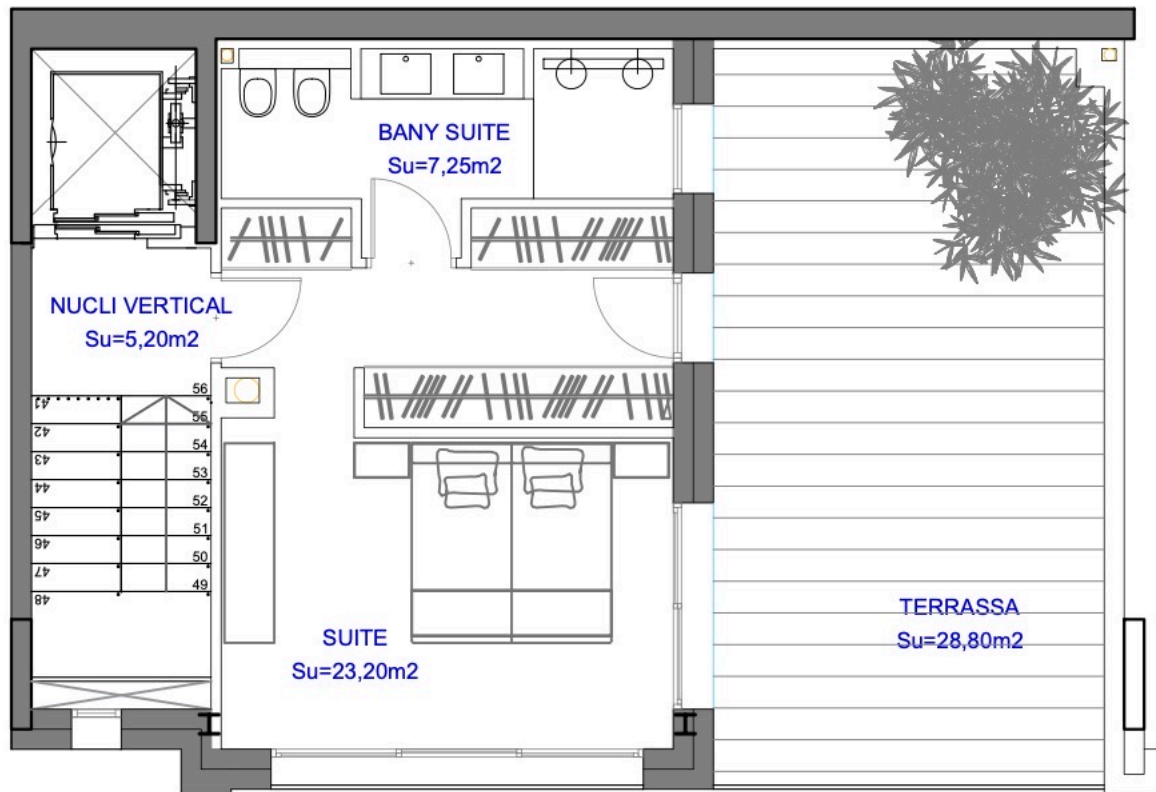 BANY SUITE
Su=7,25m2
NUCLI VERTICAL
Su=5,20m2
56
41
55
42
54
43
53
44
52
45
51
46
50
47
49
48
SUITE
Su=23,20m2
TERRASSA
Su=28,80m2